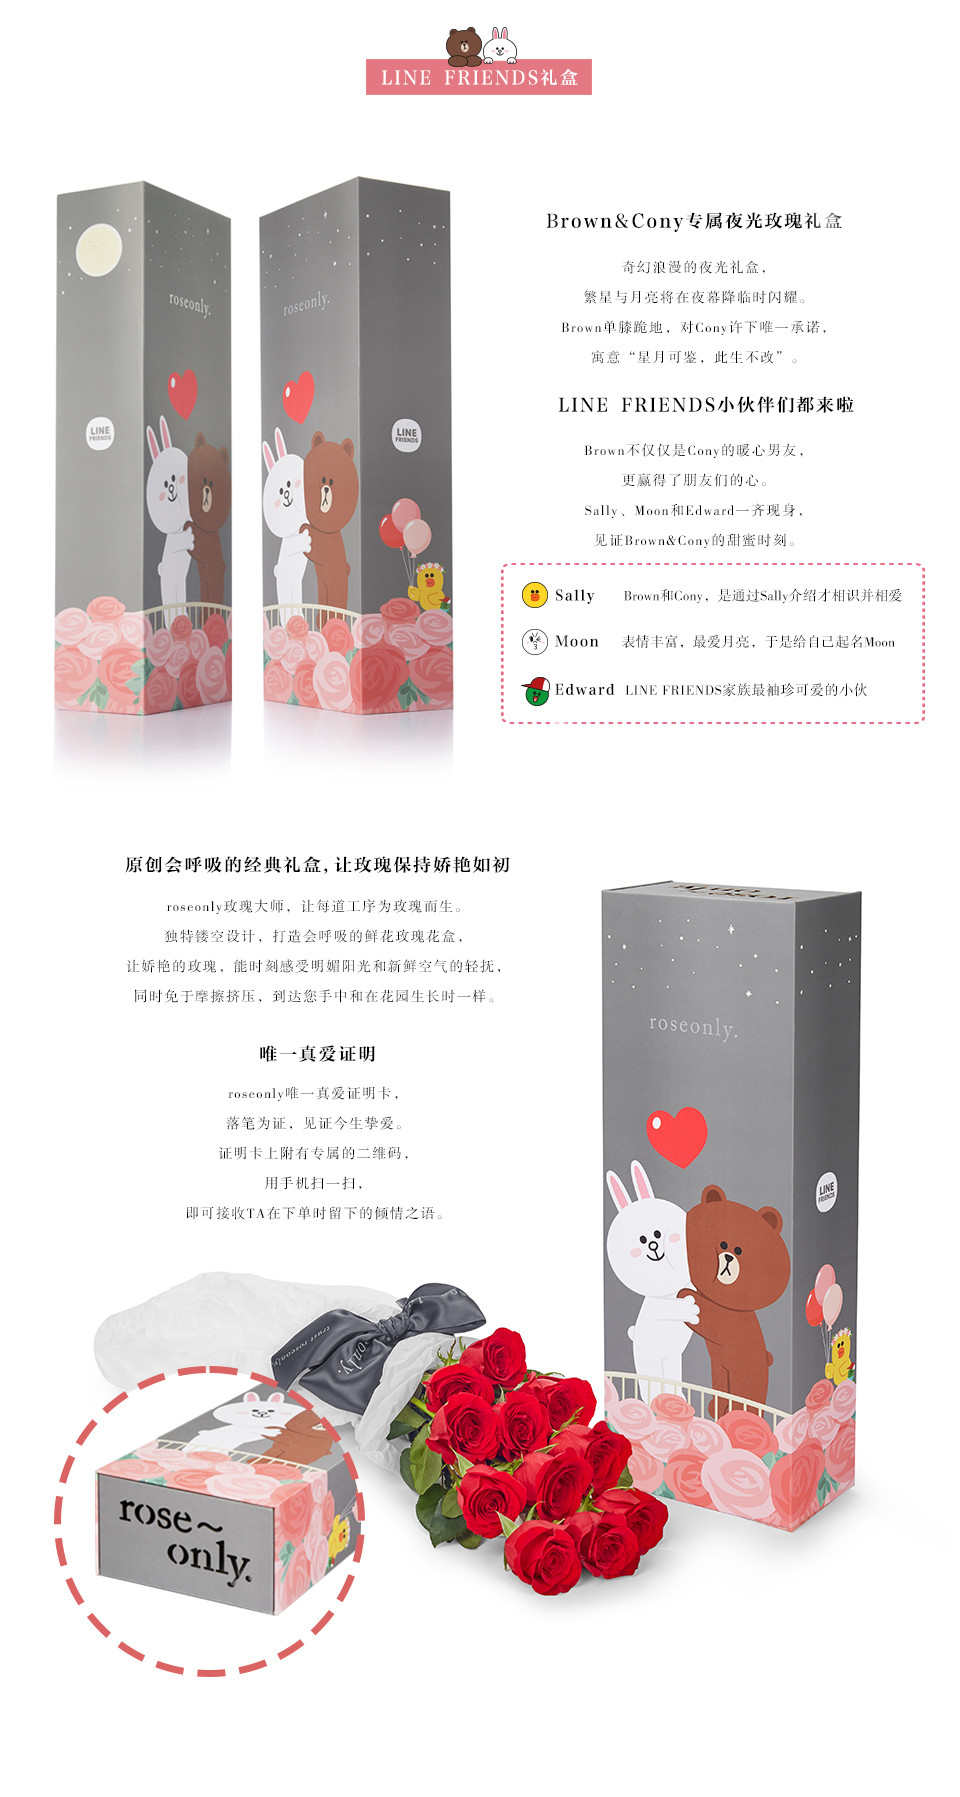 LINE FRIENDS礼盒
Brown&Cony专属夜光玫瑰礼盒
奇幻浪漫的夜光礼盒，
繁星与月亮将在夜幕降临时闪耀。
Brown单膝跪地，对Cony许下唯一承诺，
寓意“星月可鉴，此生不改”。
roseonly.
roseonly.
LINE FRIENDS
LINE FRIENDS
LINE FRIENDS小伙伴们都来啦
Brown不仅仅是Cony的暖心男友，
更赢得了朋友们的心。
Sally、Moon和Edward一齐现身，
见证Brown&Cony的甜蜜时刻。
Sally Brown和Cony，是通过Sally介绍才相识并相爱
Moon 表情丰富，最爱月亮，于是给自己起名Moon
Edward LINE FRIENDS家族最袖珍可爱的小伙
原创会呼吸的经典礼盒，让玫瑰保持娇艳如初
roseonly玫瑰大师，让每道工序为玫瑰而生。
独特镂空设计，打造会呼吸的鲜花玫瑰花盒，
让娇艳的玫瑰，能时刻感受明媚阳光和新鲜空气的轻抚，
同时免于摩擦挤压，到达您手中和在花园生长时一样。
唯一真爱证明
roseonly唯一真爱证明卡，
落笔为证，见证今生挚爱。
证明卡上附有专属的二维码，
用手机扫一扫，
即可接收TA在下单时留下的倾情之语。
roseonly.
LINE FRIENDS
trust roseonly.
rose~
only.